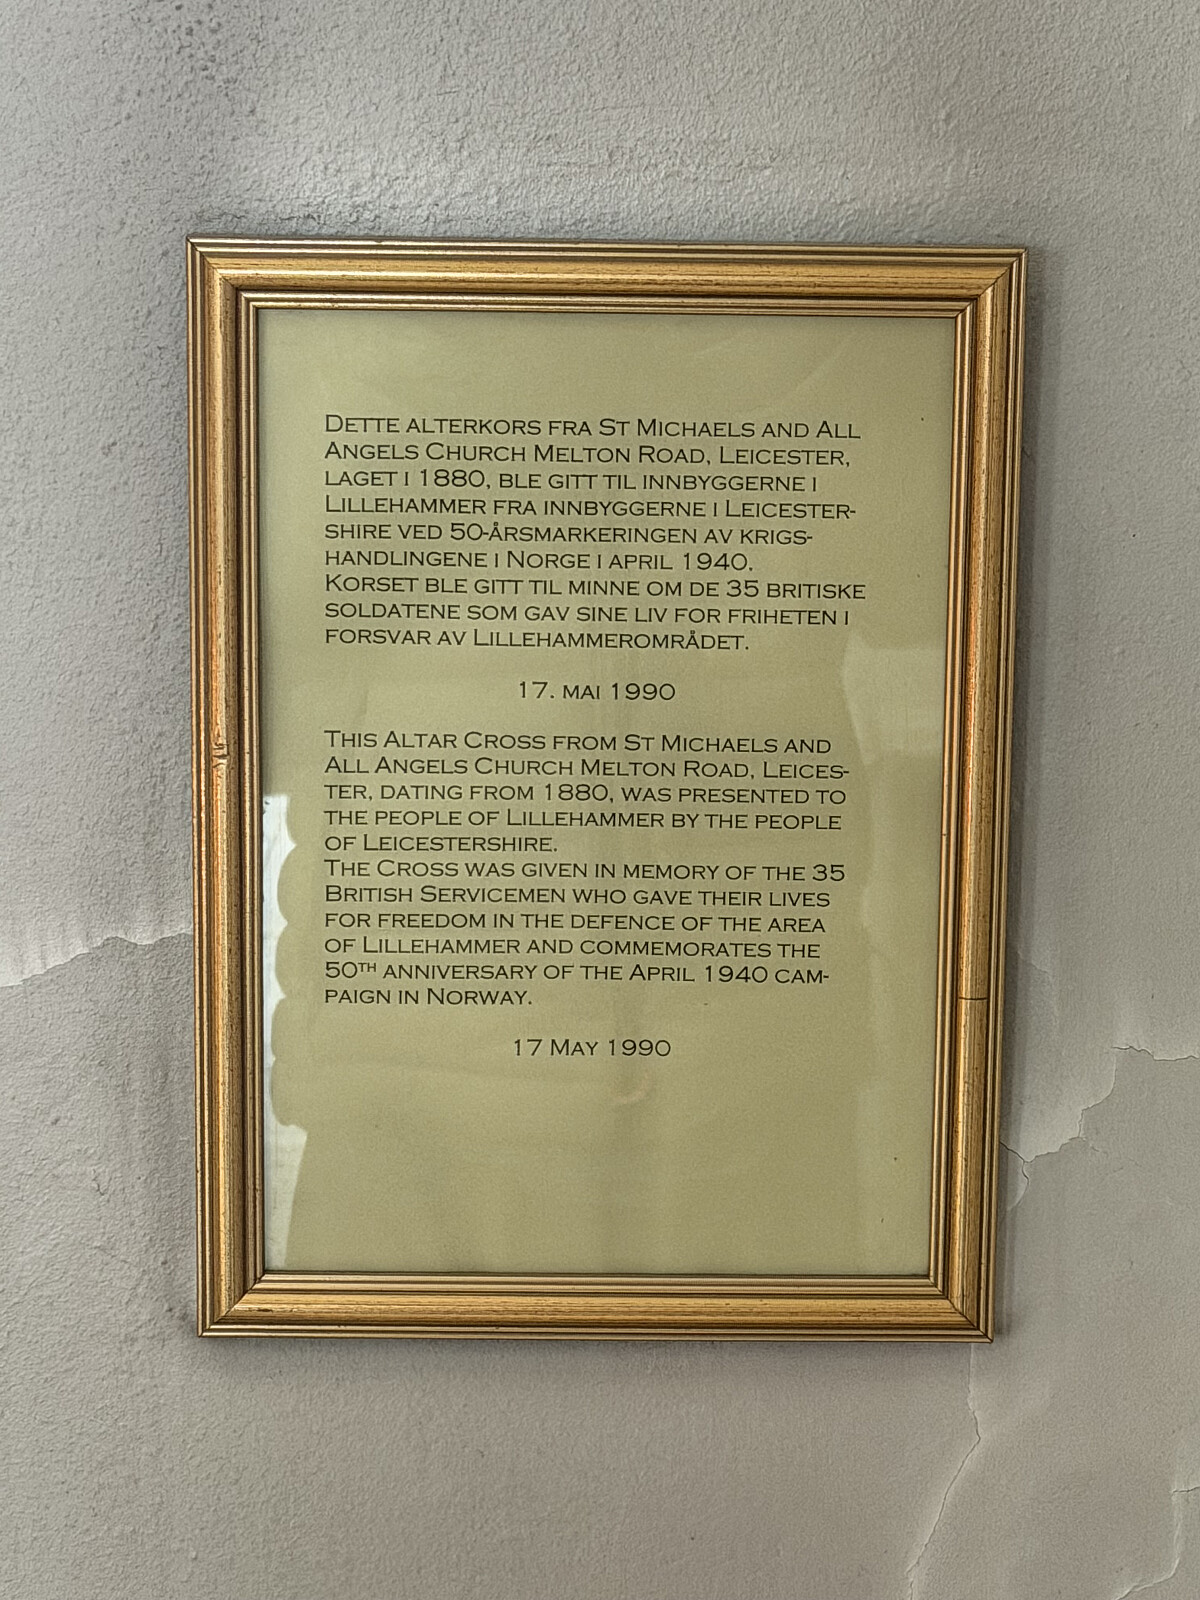 Dette alterkors fra St Michaels and All
Angels Church Melton Road, Leicester,
laget i 1880, ble gitt til innbyggerne i
Lillehammer fra innbyggerne i Leicester-
shire ved 50-årsmarkeringen av krigs-
handlingene i Norge i april 1940.
Korset ble gitt til minne om de 35 britiske
soldatene som gav sine liv for friheten i
forsvar av Lillehammerområdet.
17. mai 1990
This Altar Cross from St Michaels and
All Angels Church Melton Road, Leices-
ter, dating from 1880, was presented to
the people of Lillehammer by the people
of Leicestershire.
The Cross was given in memory of the 35
British Servicemen who gave their lives
for freedom in the defence of the area
of Lillehammer and commemorates the
50th anniversary of the April 1940 cam-
paign in Norway.
17 May 1990